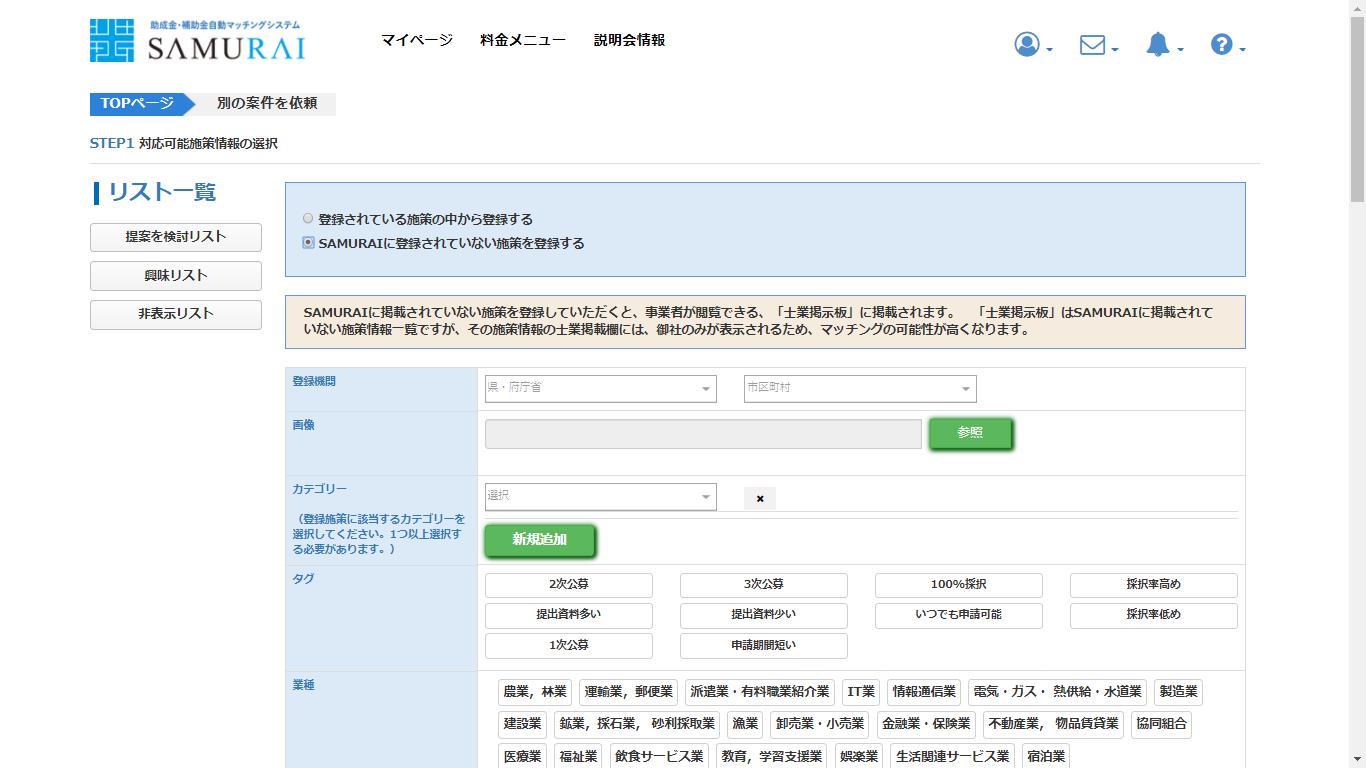 助成金・補助金自動マッチングシステム
SAMURAI
マイページ 料金メニュー 説明会情報
TOPページ 別の案件を依頼
STEP1 対応可能施策情報の選択
リスト一覧
提案を検討リスト
興味リスト
非表示リスト
登録されている施策の中から登録する
SAMURAIに登録されていない施策を登録する
SAMURAIに掲載されていない施策を登録していただくと、事業者が閲覧できる、「士業掲示板」に掲載されます。 「士業掲示板」はSAMURAIに掲載されて
いない施策情報一覧ですが、その施策情報の士業掲載欄には、御社のみが表示されるため、マッチングの可能性が高くなります。
登録機関 県・府庁省 市区町村
画像 参照
カテゴリー 選択 ×
（登録施策に該当するカテゴリーを
選択してください。1つ以上選択す
る必要があります。）
新規追加
タグ 2次公募 3次公募 100%採択 採択率高め
提出資料多い 提出資料少い いつでも申請可能 採択率低め
1次公募 申請期間短い
業種 農業，林業 運輸業，郵便業 派遣業・有料職業紹介業 IT業 情報通信業 電気・ガス・ 熱供給・水道業 製造業
建設業 鉱業，採石業， 砂利採取業 漁業 卸売業・小売業 金融業・保険業 不動産業， 物品賃貸業 協同組合
医療業 福祉業 飲食サービス業 教育，学習支援業 娯楽業 生活関連サービス業 宿泊業